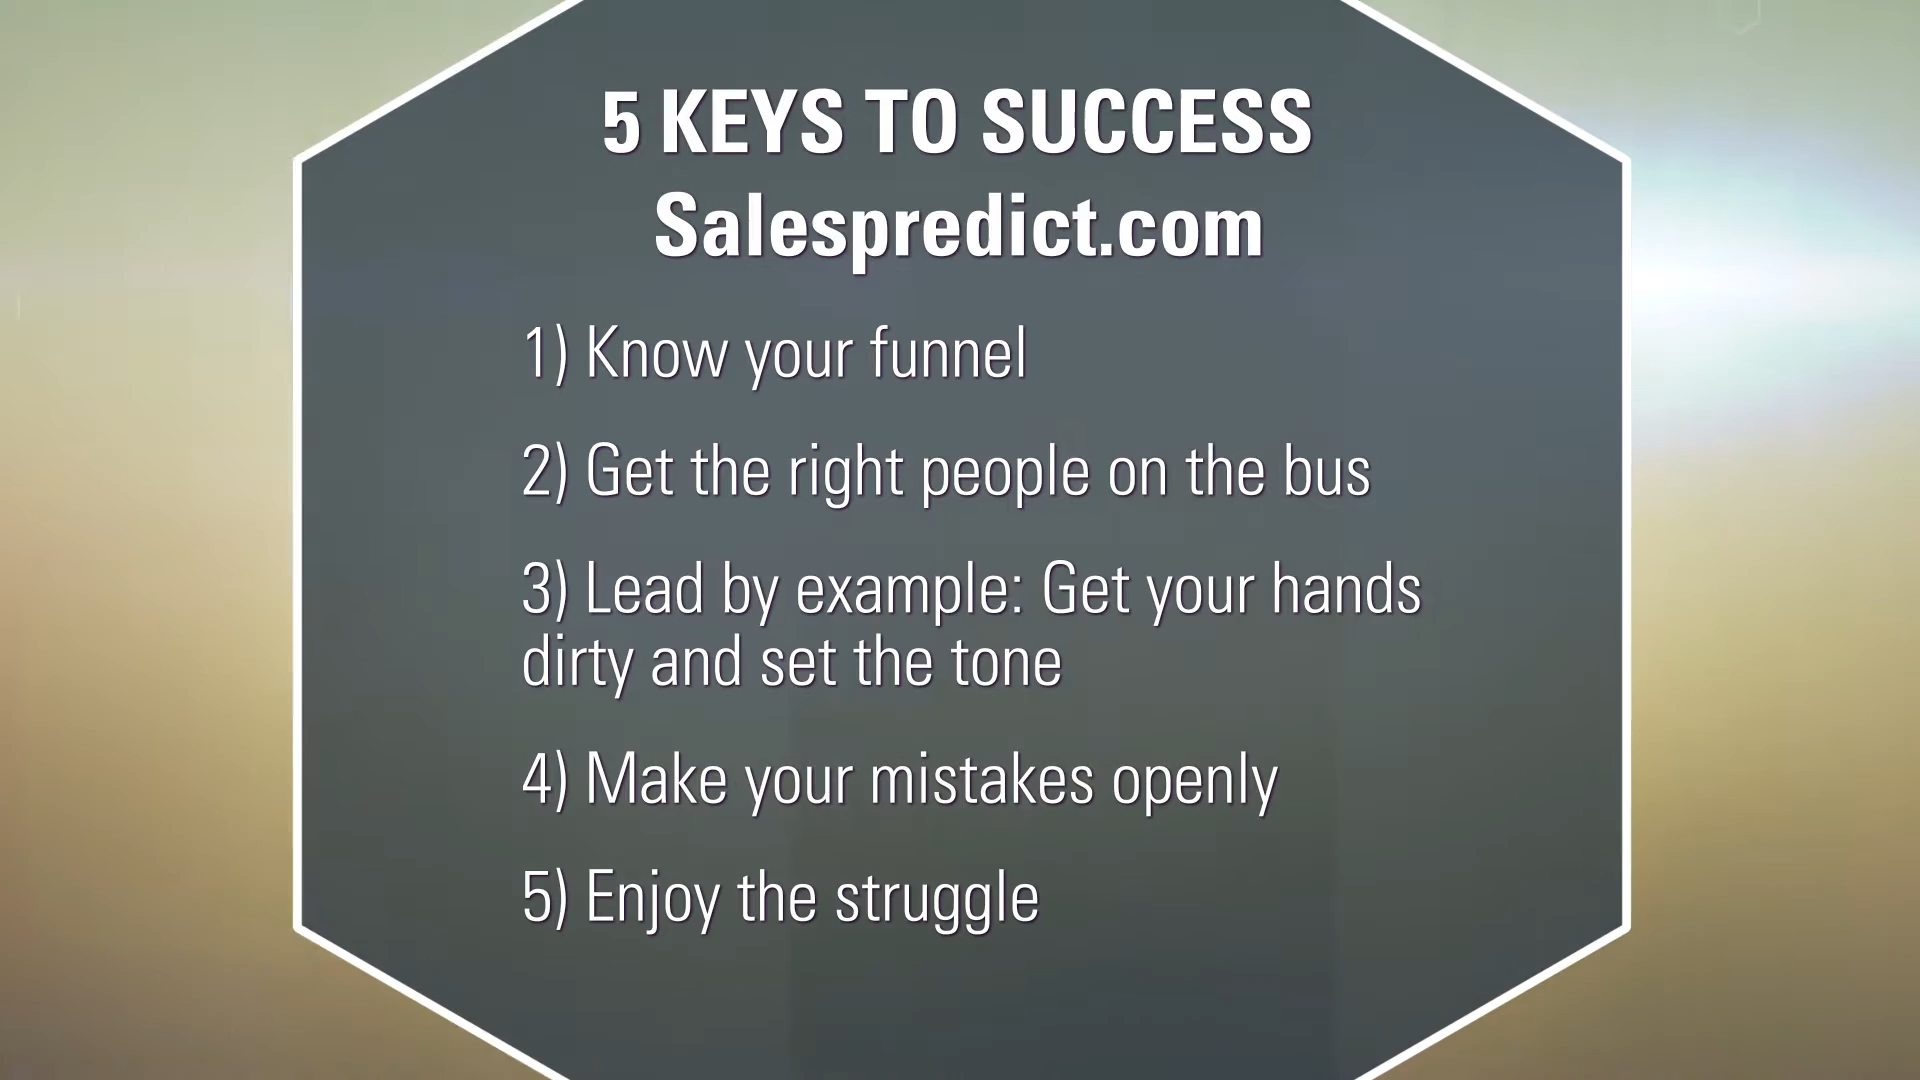 5 KEYS TO SUCCESS
Salespredict.com
1) Know your funnel
2) Get the right people on the bus
3) Lead by example: Get your hands
dirty and set the tone
4) Make your mistakes openly
5) Enjoy the struggle